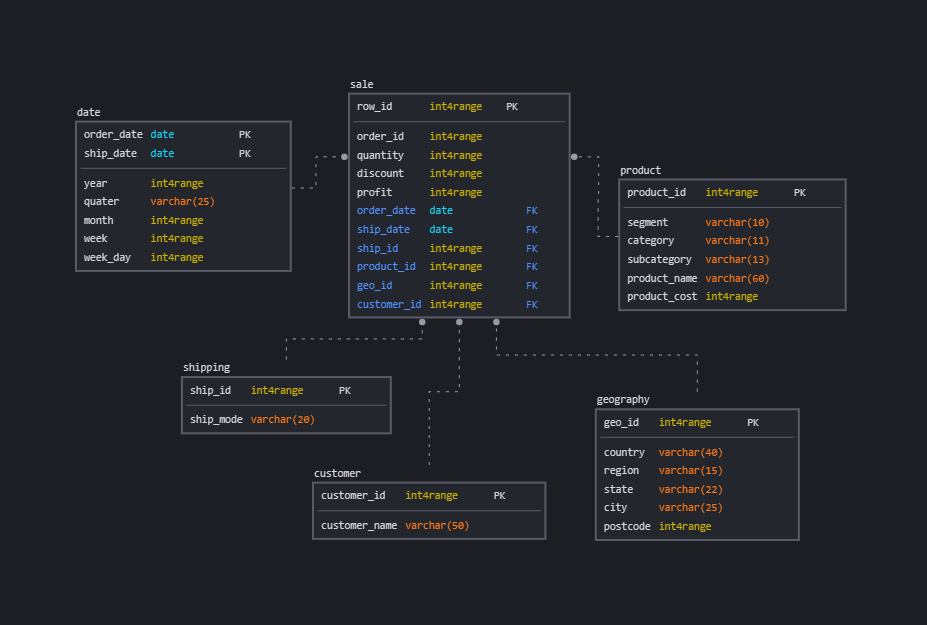 sale
row_id int4range PK
order_id int4range
quantity int4range
discount int4range
profit int4range
order_date date FK
ship_date date FK
ship_id int4range FK
product_id int4range FK
geo_id int4range FK
customer_id int4range FK
date
order_date date PK
ship_date date PK
year int4range
quater varchar(25)
month int4range
week int4range
week_day int4range
product
product_id int4range PK
segment varchar(10)
category varchar(11)
subcategory varchar(13)
product_name varchar(60)
product_cost int4range
shipping
ship_id int4range PK
ship_mode varchar(20)
customer
customer_id int4range PK
customer_name varchar(50)
geography
geo_id int4range PK
country varchar(40)
region varchar(15)
state varchar(22)
city varchar(25)
postcode int4range